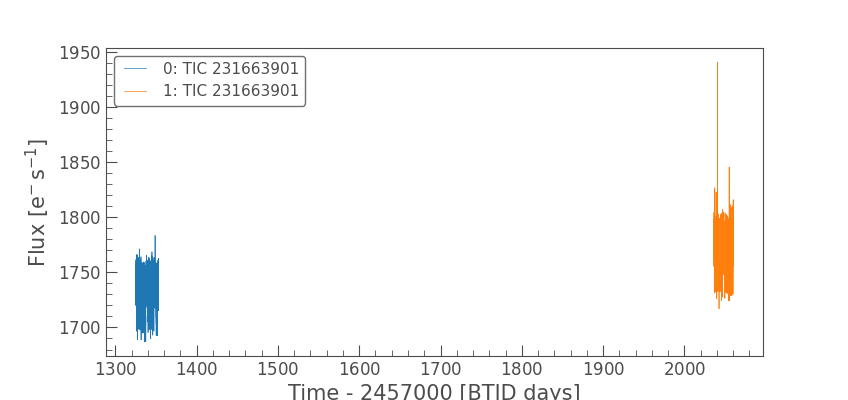 1950
1900
1850
1800
1750
1700
Flux [e⁻ s⁻¹]
0: TIC 231663901
1: TIC 231663901
1300 1400 1500 1600 1700 1800 1900 2000
Time - 2457000 [BTJD days]